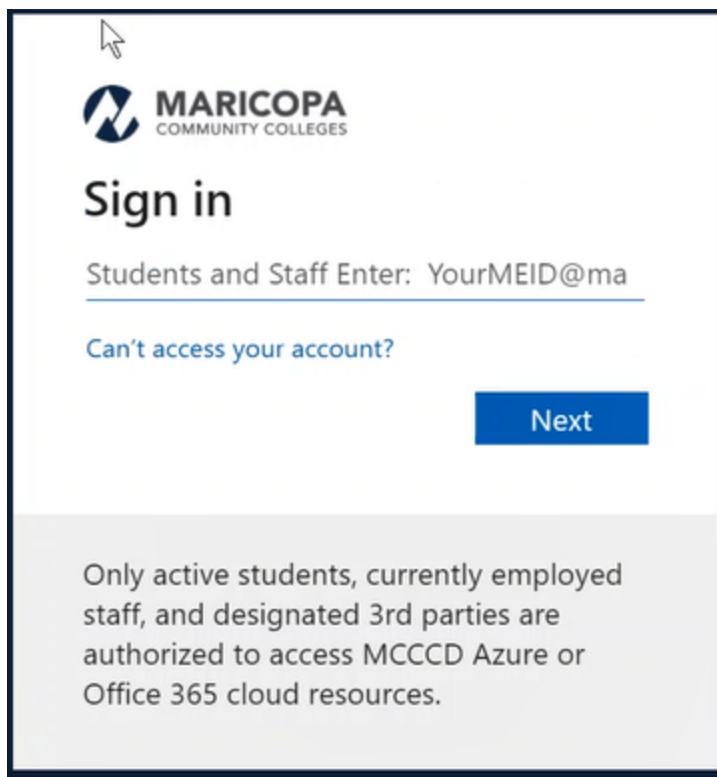 MARICOPA
COMMUNITY COLLEGES
Sign in
Students and Staff Enter:  YourMEID@ma
Can't access your account?
Next
Only active students, currently employed
staff, and designated 3rd parties are
authorized to access MCCCD Azure or
Office 365 cloud resources.